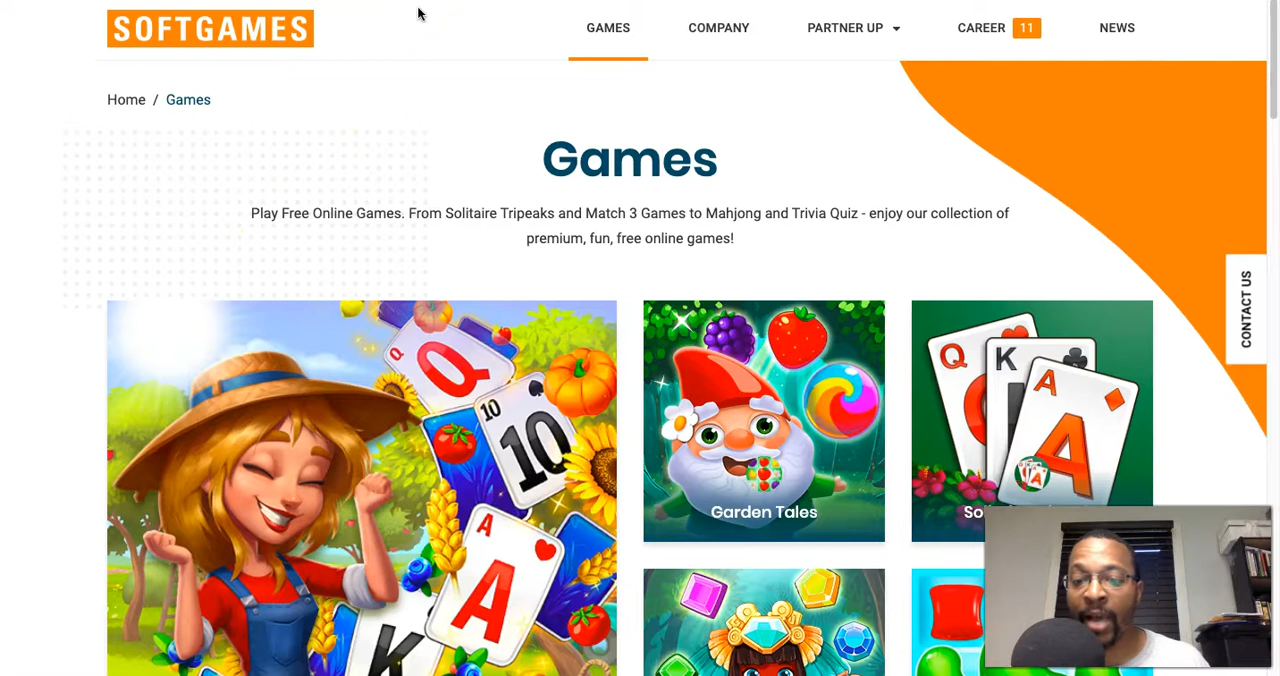 SOFTGAMES
GAMES
COMPANY
PARTNER UP
CAREER 11
NEWS
Home / Games
Games
Play Free Online Games. From Solitaire Tripeaks and Match 3 Games to Mahjong and Trivia Quiz - enjoy our collection of
premium, fun, free online games!
CONTACT US
Q
10
10
A
A
K
Garden Tales
Q
K
A
A
So